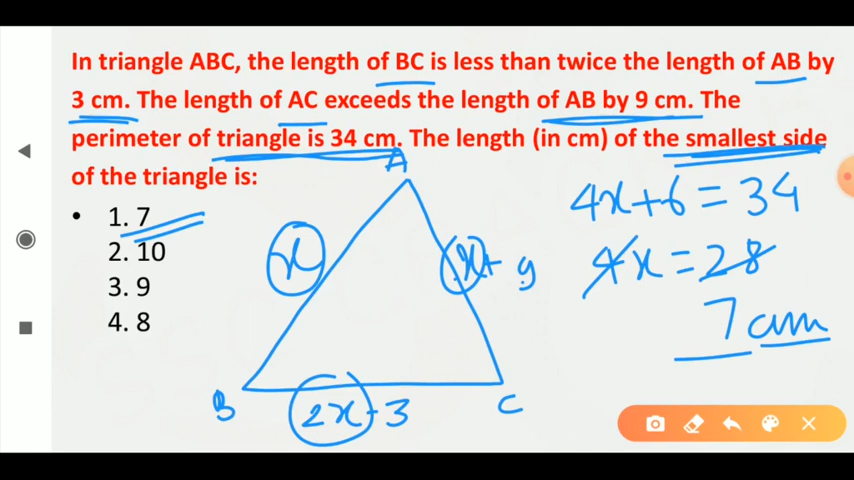 In triangle ABC, the length of BC is less than twice the length of AB by
3 cm. The length of AC exceeds the length of AB by 9 cm. The
perimeter of triangle is 34 cm. The length (in cm) of the smallest side
of the triangle is:
• 1. 7
2. 10
3. 9
4. 8
A
x
x+ 9
B
2x-3
C
4x+6=34
4x=28
7cm